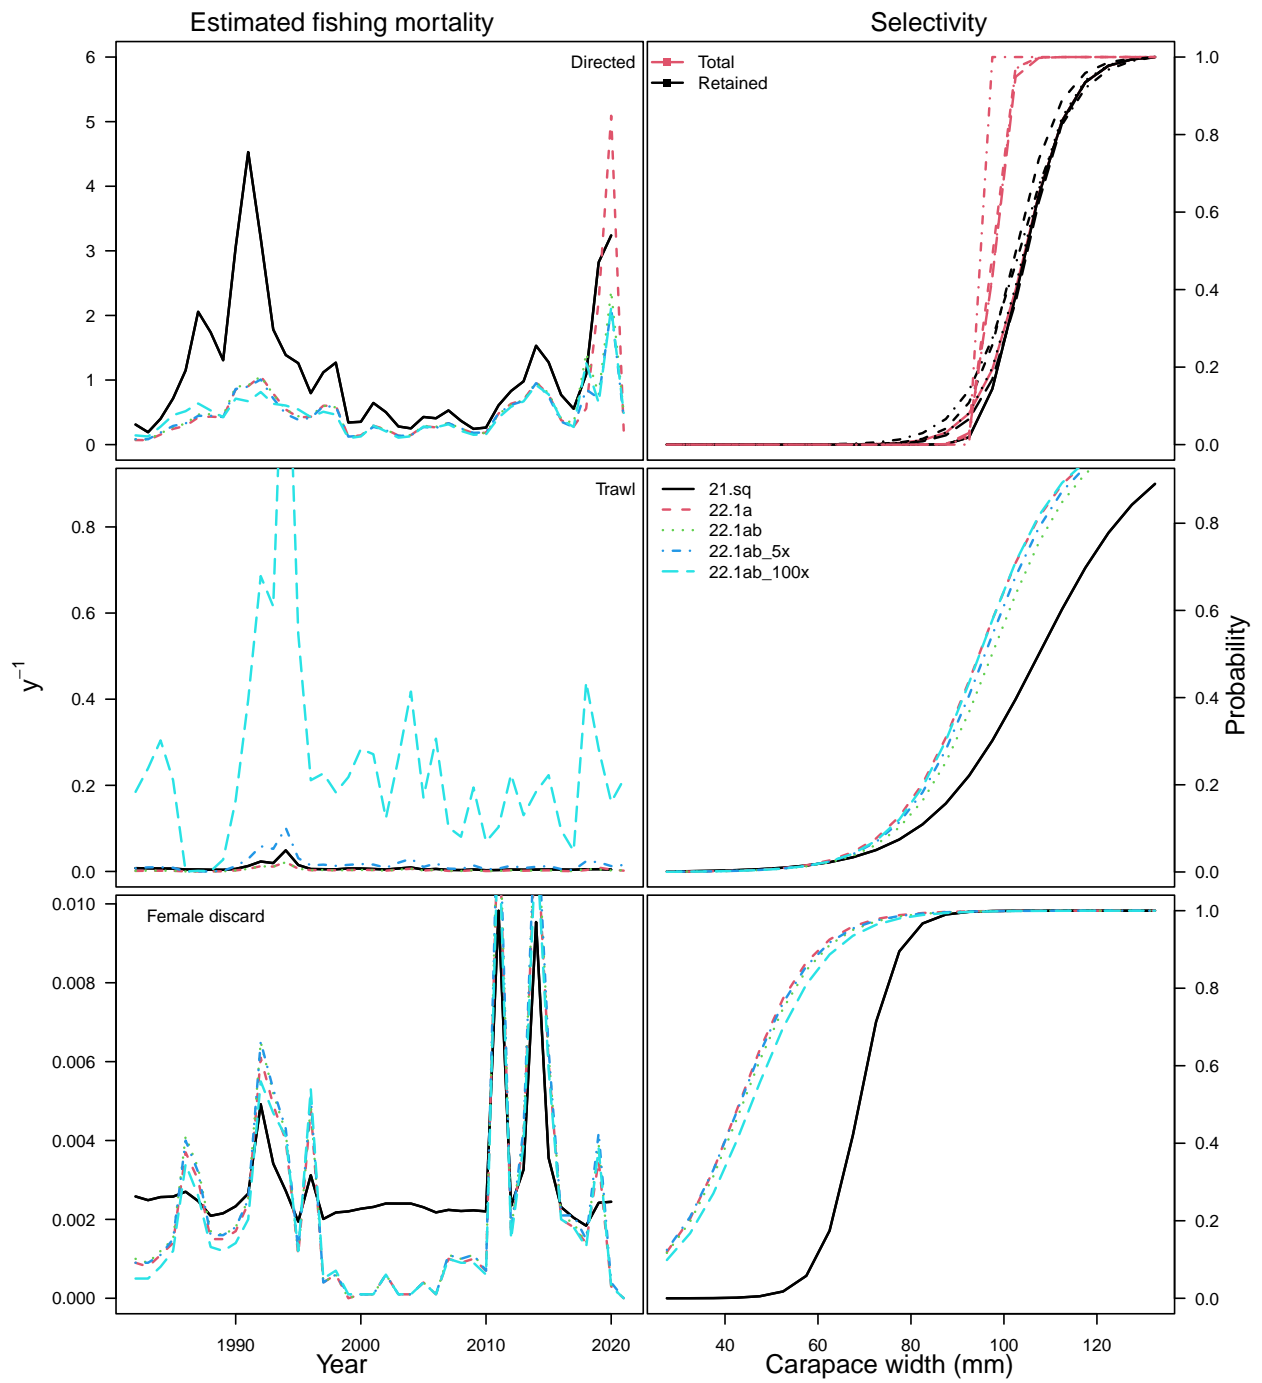 Estimated fishing mortality
Selectivity
Directed
6
5
4
3
2
1
0
Total
Retained
1.0
0.8
0.6
0.4
0.2
0.0
Trawl
0.8
0.6
0.4
0.2
0.0
y⁻¹
21.sq
22.1a
22.1ab
22.1ab_5x
22.1ab_100x
0.8
0.6
0.4
0.2
0.0
Probability
Female discard
0.010
0.008
0.006
0.004
0.002
0.000
1990 2000 2010 2020
Year
1.0
0.8
0.6
0.4
0.2
0.0
40 60 80 100 120
Carapace width (mm)